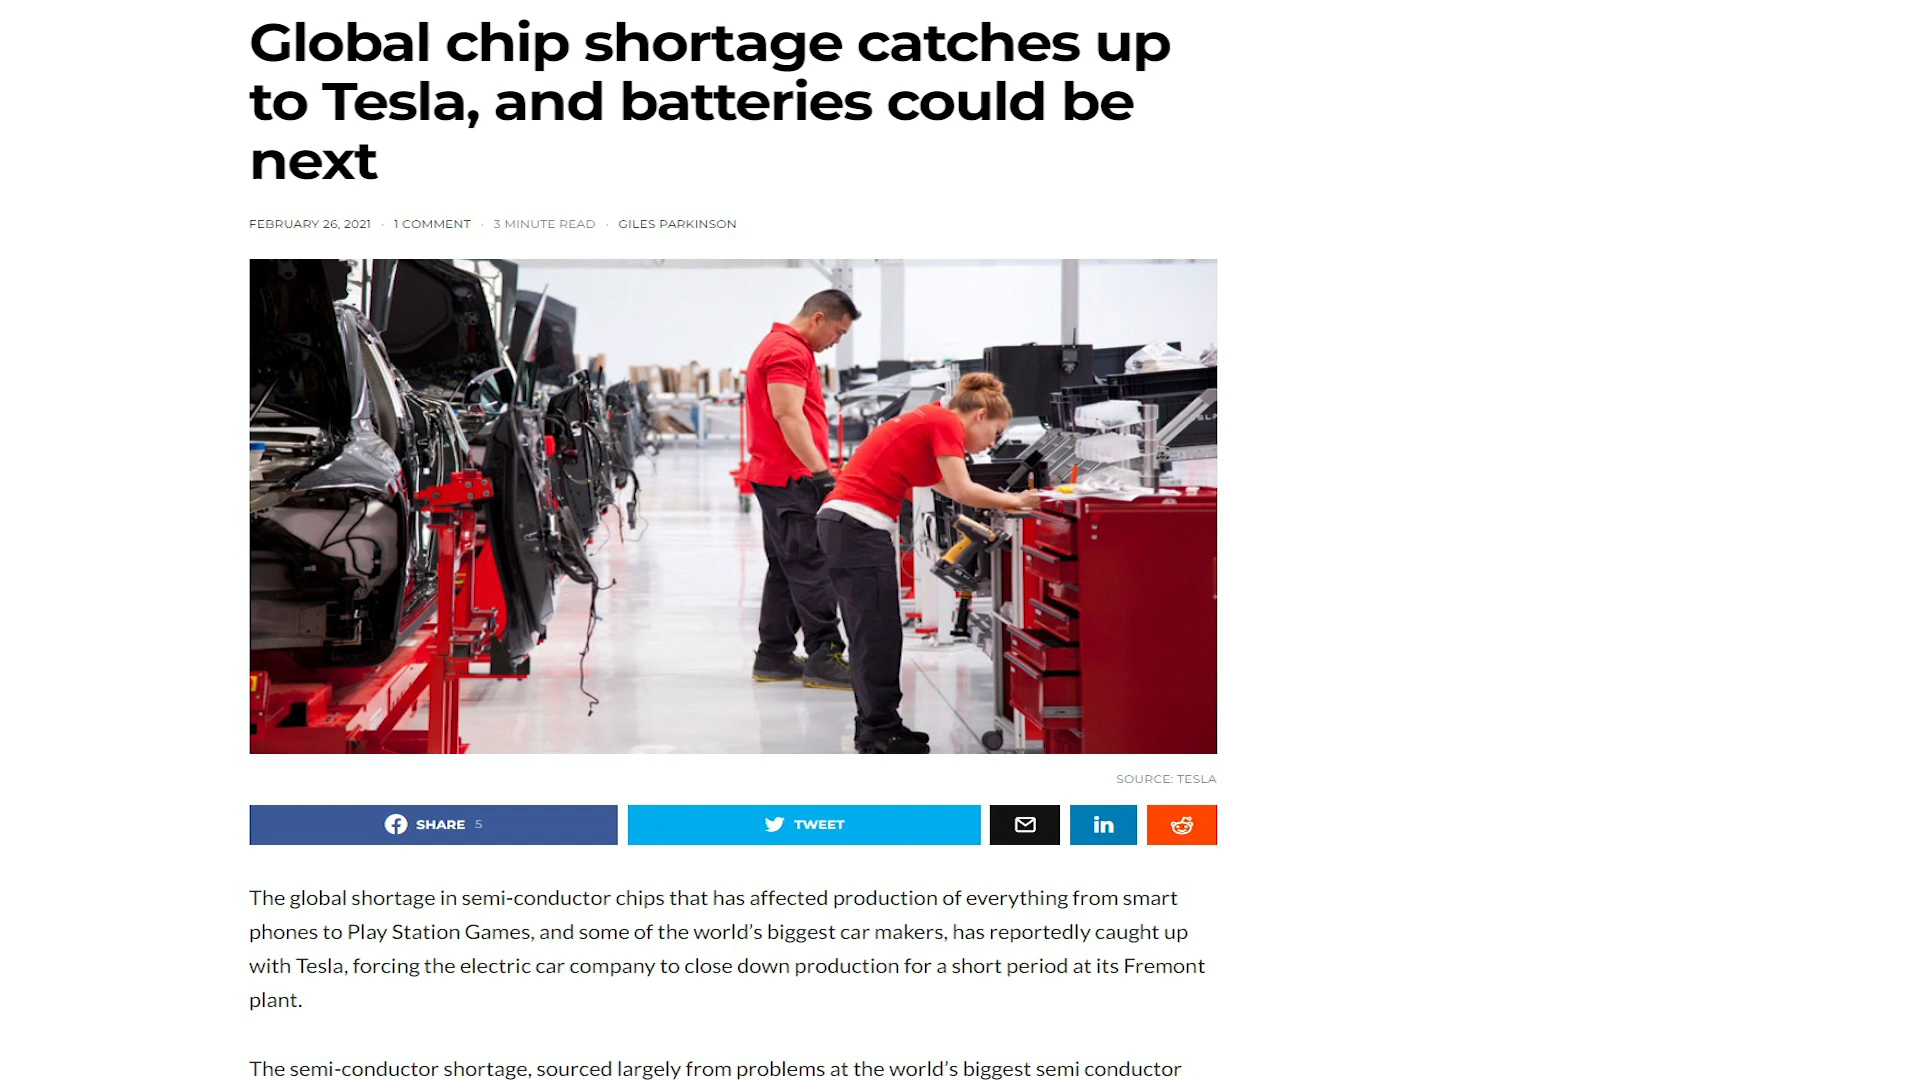 Global chip shortage catches up
to Tesla, and batteries could be
next
FEBRUARY 26, 2021 · 1 COMMENT · 3 MINUTE READ · GILES PARKINSON
SOURCE: TESLA
SHARE 5 TWEET in
The global shortage in semi-conductor chips that has affected production of everything from smart
phones to Play Station Games, and some of the world’s biggest car makers, has reportedly caught up
with Tesla, forcing the electric car company to close down production for a short period at its Fremont
plant.
The semi-conductor shortage, sourced largely from problems at the world’s biggest semi conductor